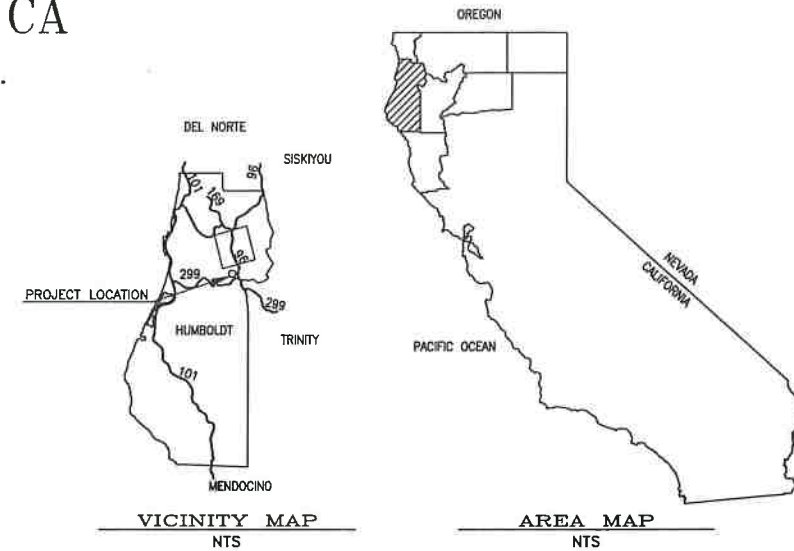 CA
OREGON
DEL NORTE
SISKIYOU
96
101
169
96
299
PROJECT LOCATION
299
HUMBOLDT
TRINITY
101
MENDOCINO
NEVADA
CALIFORNIA
PACIFIC OCEAN
VICINITY MAP
NTS
AREA MAP
NTS